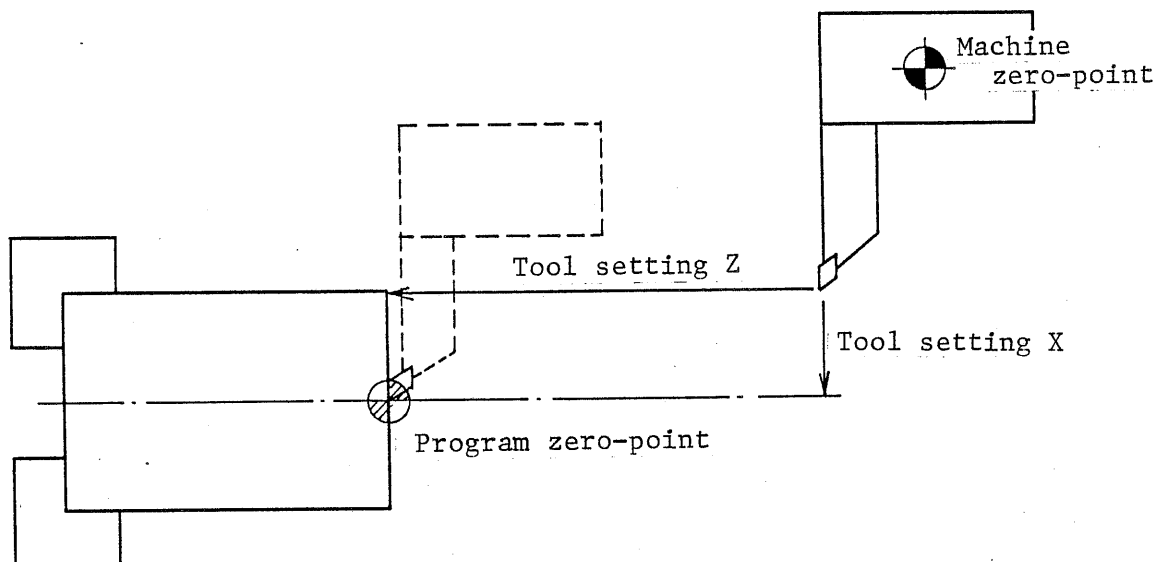 Machine
zero-point
Tool setting Z
Tool setting X
Program zero-point